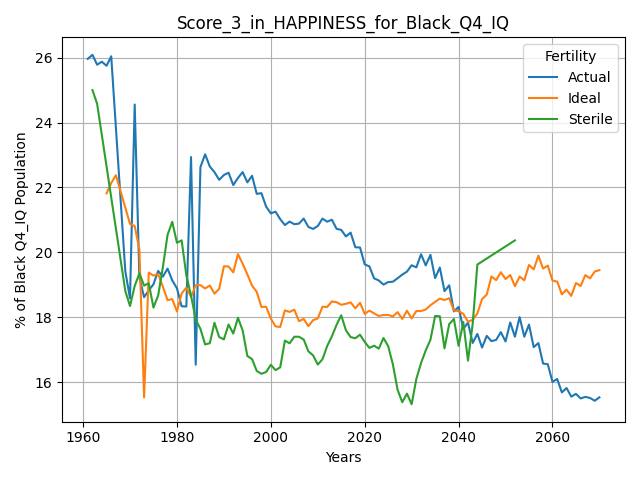 Score_3_in_HAPPINESS_for_Black_Q4_IQ
% of Black Q4_IQ Population
26
24
22
20
18
16
Fertility
Actual
Ideal
Sterile
1960
1980
2000
2020
2040
2060
Years